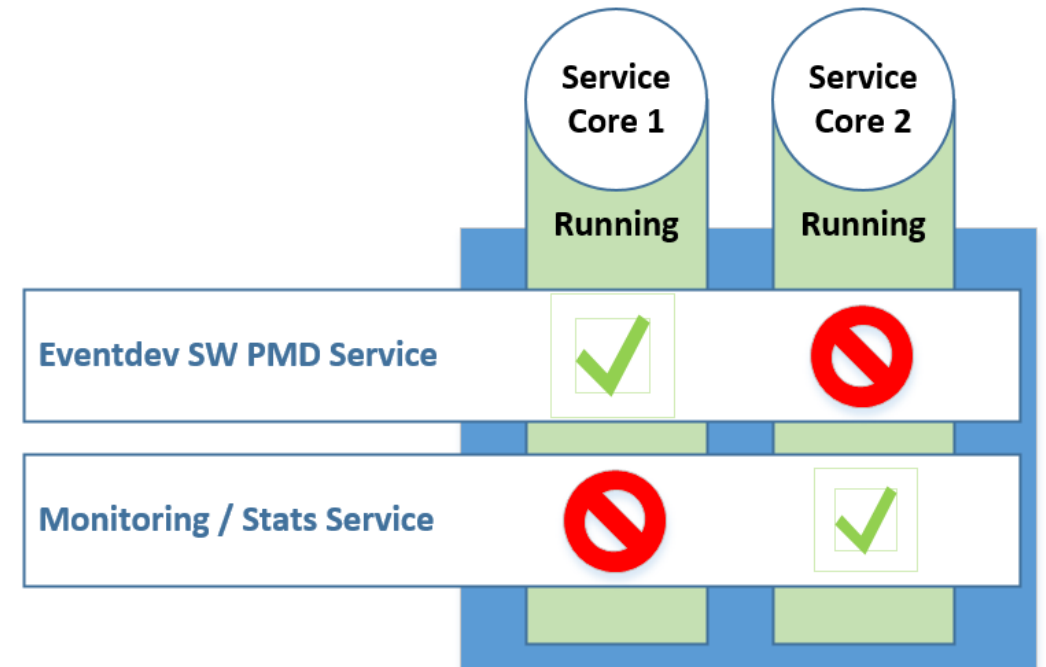 Service
Core 1
Service
Core 2
Running
Running
Eventdev SW PMD Service
Monitoring / Stats Service